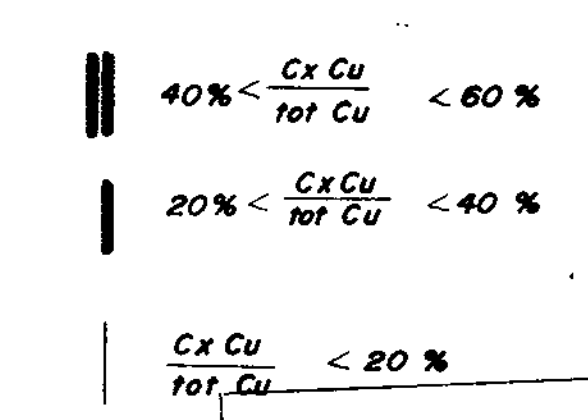 40% < Cx Cu / tot Cu < 60 %
20% < Cx Cu / tot Cu < 40 %
Cx Cu / tot Cu < 20 %